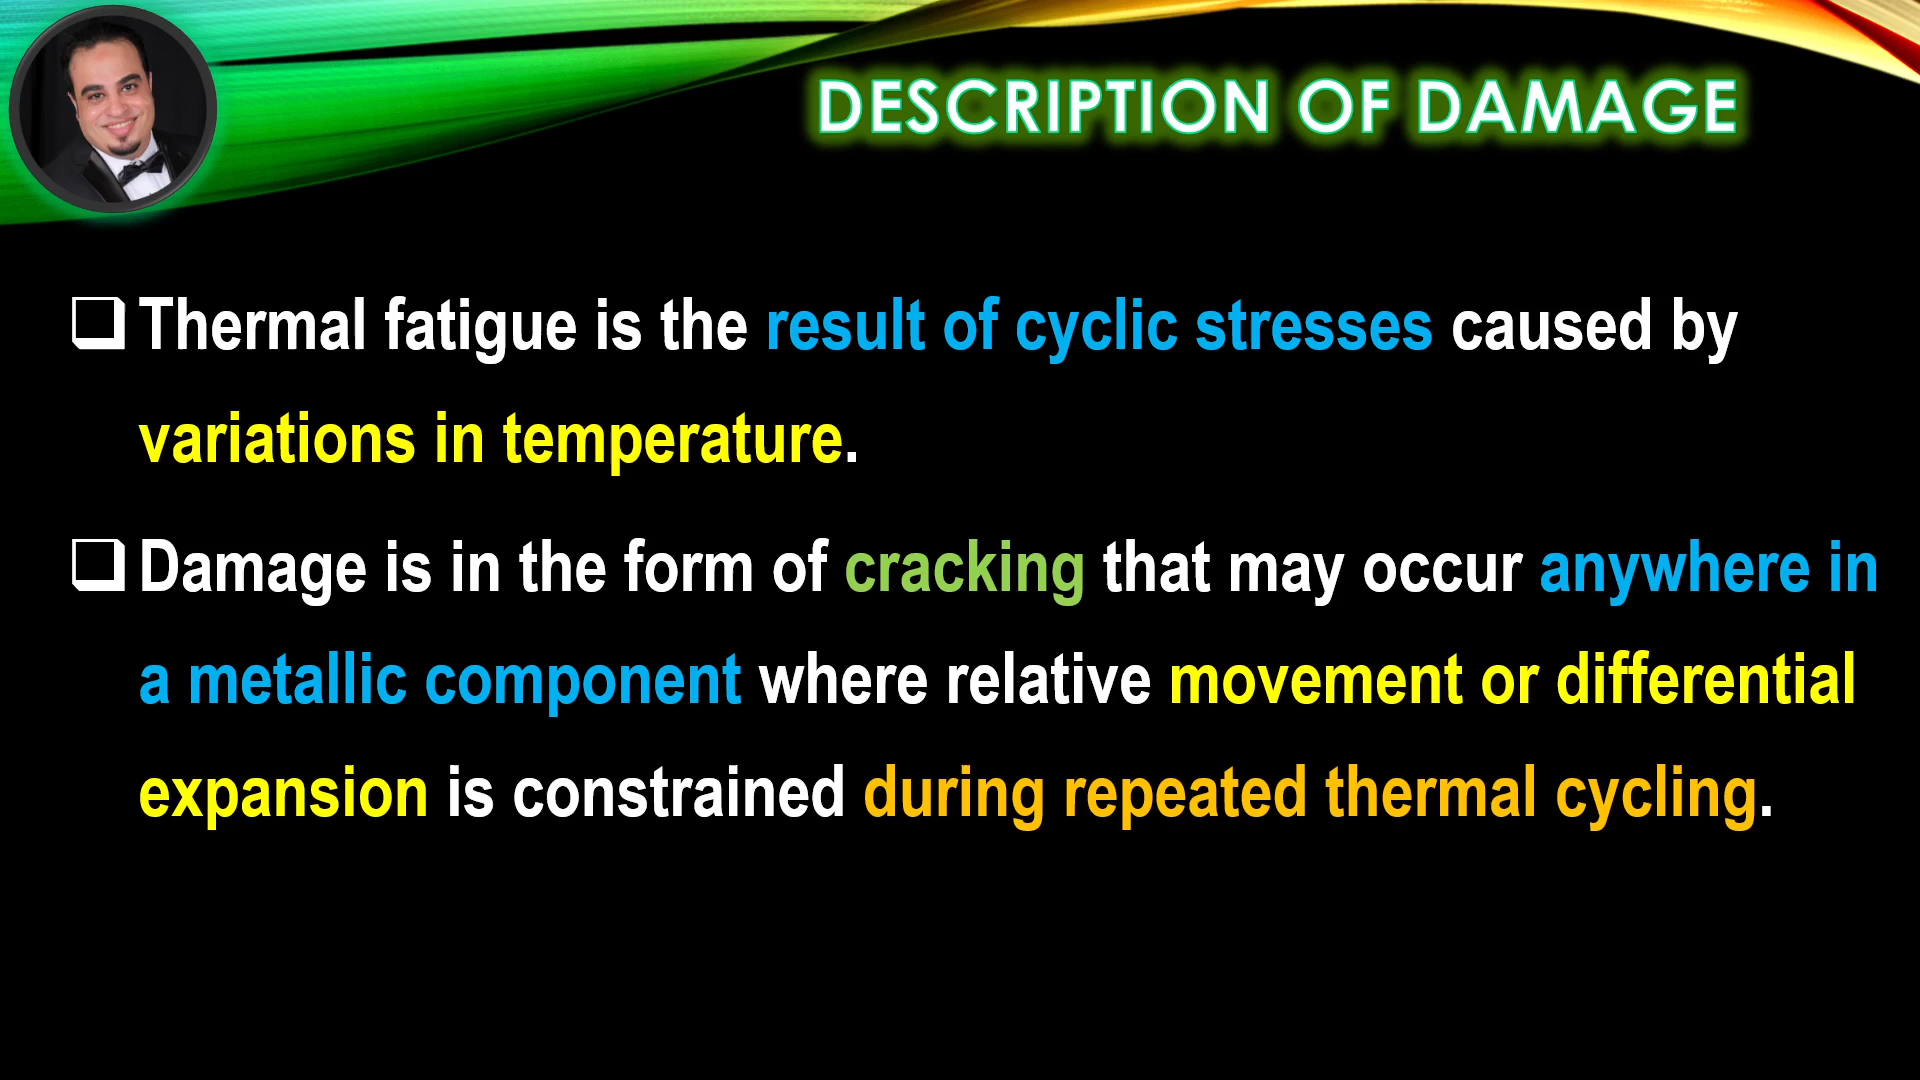 DESCRIPTION OF DAMAGE
❑ Thermal fatigue is the result of cyclic stresses caused by
variations in temperature.
❑ Damage is in the form of cracking that may occur anywhere in
a metallic component where relative movement or differential
expansion is constrained during repeated thermal cycling.